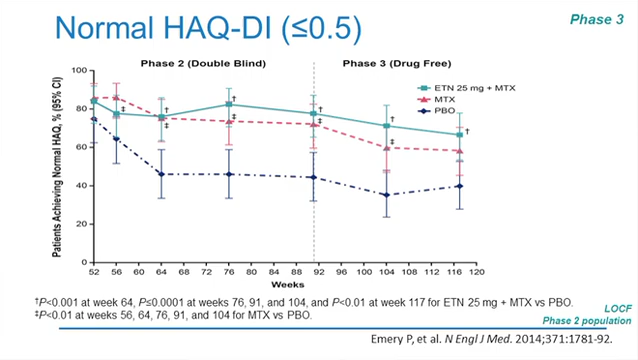 Normal HAQ-DI (≤0.5)
Phase 3
Phase 2 (Double Blind)
Phase 3 (Drug Free)
Patients Achieving Normal HAQ, % (95% CI)
100
80
60
40
20
0
ETN 25 mg + MTX
MTX
PBO
‡
†
‡
†
‡
†
‡
†
‡
†
52 56 60 64 68 72 76 80 84 88 92 96 100 104 108 112 116 120
Weeks
†P<0.001 at week 64, P≤0.0001 at weeks 76, 91, and 104, and P<0.01 at week 117 for ETN 25 mg + MTX vs PBO.
‡P<0.01 at weeks 56, 64, 76, 91, and 104 for MTX vs PBO.
LOCF
Phase 2 population
Emery P, et al. N Engl J Med. 2014;371:1781-92.